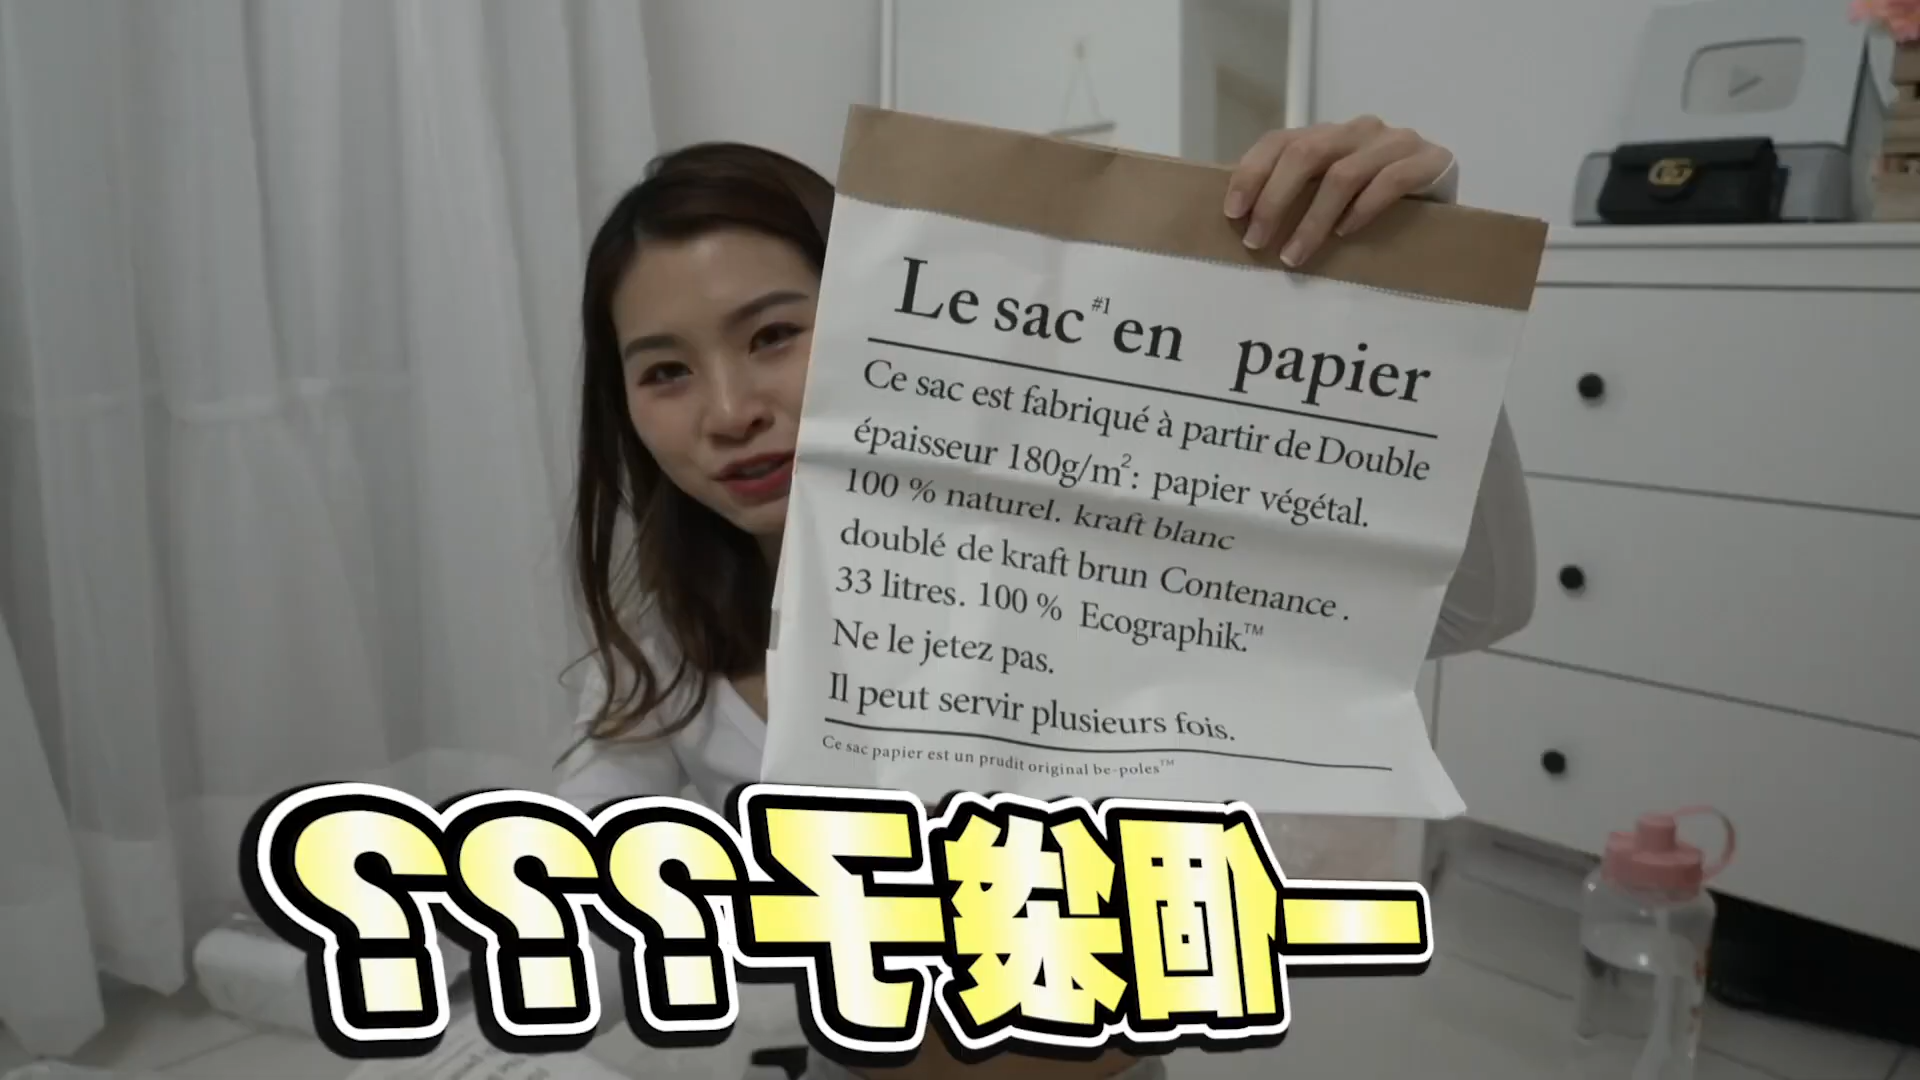 Le sac #1 en papier
Ce sac est fabriqué à partir de Double
épaisseur 180g/m²: papier végétal.
100 % naturel. kraft blanc
doublé de kraft brun Contenance .
33 litres. 100 % Ecographik.™
Ne le jetez pas.
Il peut servir plusieurs fois.
Ce sac papier est un prudit original be-poles™
一個袋子???